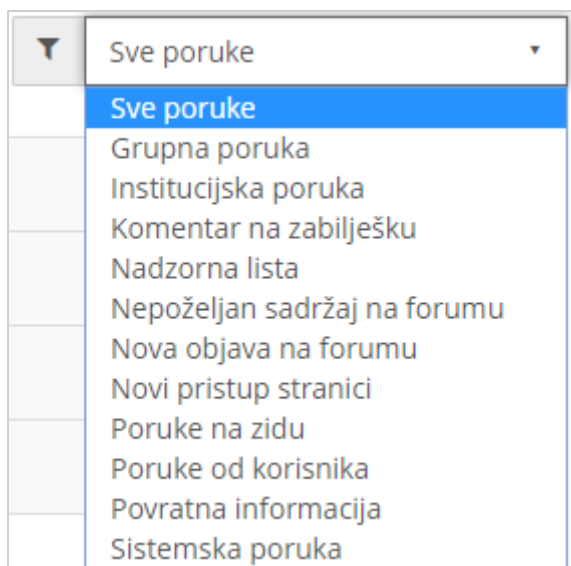 Sve poruke
Sve poruke
Grupna poruka
Institucijska poruka
Komentar na zabilješku
Nadzorna lista
Nepoželjan sadržaj na forumu
Nova objava na forumu
Novi pristup stranici
Poruke na zidu
Poruke od korisnika
Povratna informacija
Sistemska poruka